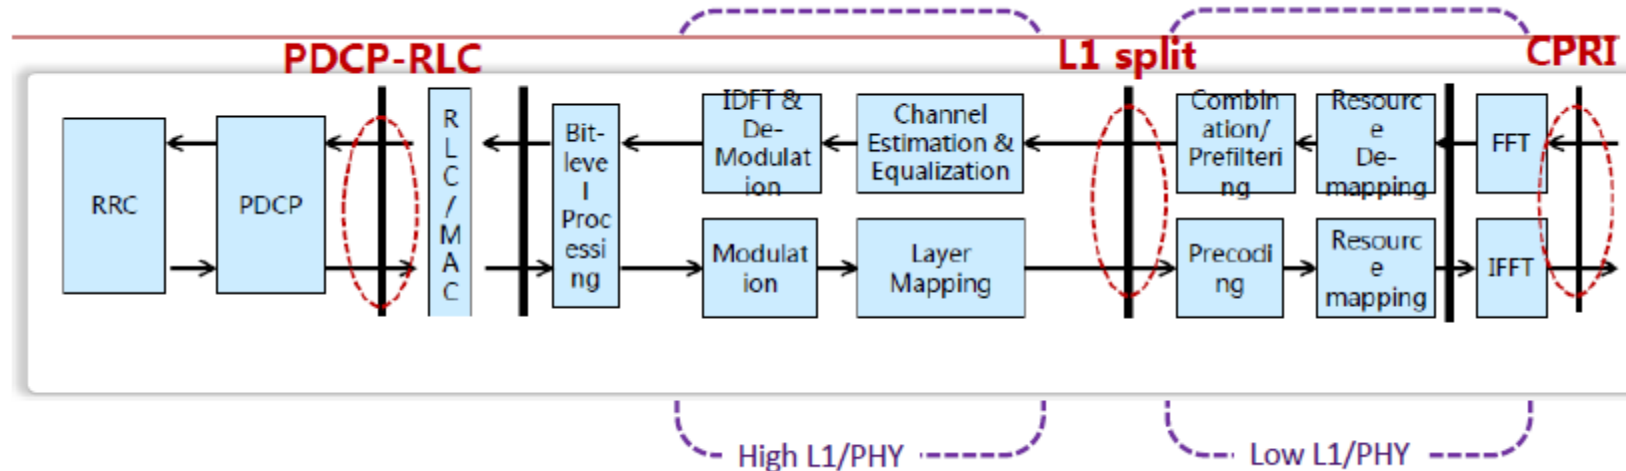 PDCP-RLC
L1 split
CPRI
RRC
PDCP
R
L
C
/
M
A
C
Bit-
leve
l
Proc
essi
ng
IDFT &
De-
Modulat
ion
Channel
Estimation &
Equalization
Combin
ation/
Prefilteri
ng
Resourc
e
De-
mapping
FFT
Modulat
ion
Layer
Mapping
Precodi
ng
Resourc
e
mapping
IFFT
High L1/PHY
Low L1/PHY